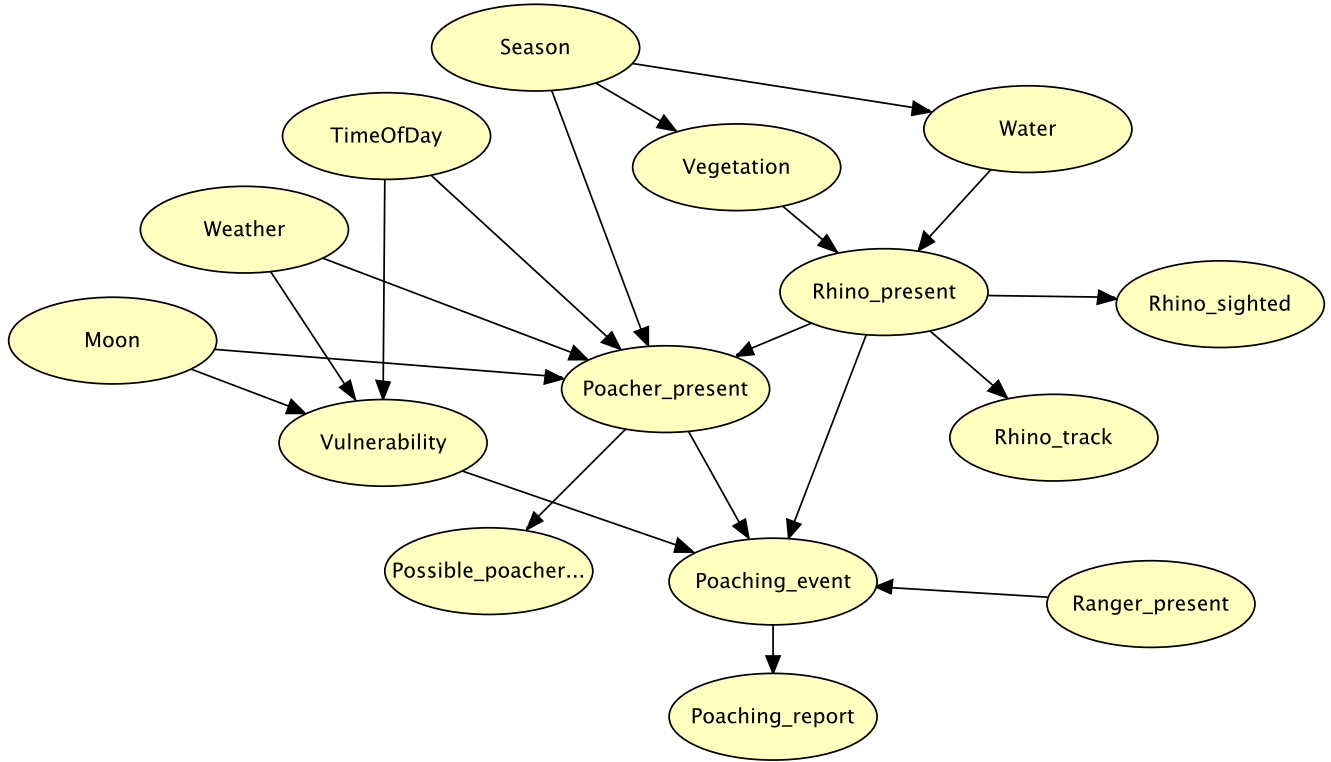 Season
TimeOfDay
Water
Vegetation
Weather
Rhino_present
Rhino_sighted
Moon
Poacher_present
Vulnerability
Rhino_track
Possible_poacher...
Poaching_event
Ranger_present
Poaching_report